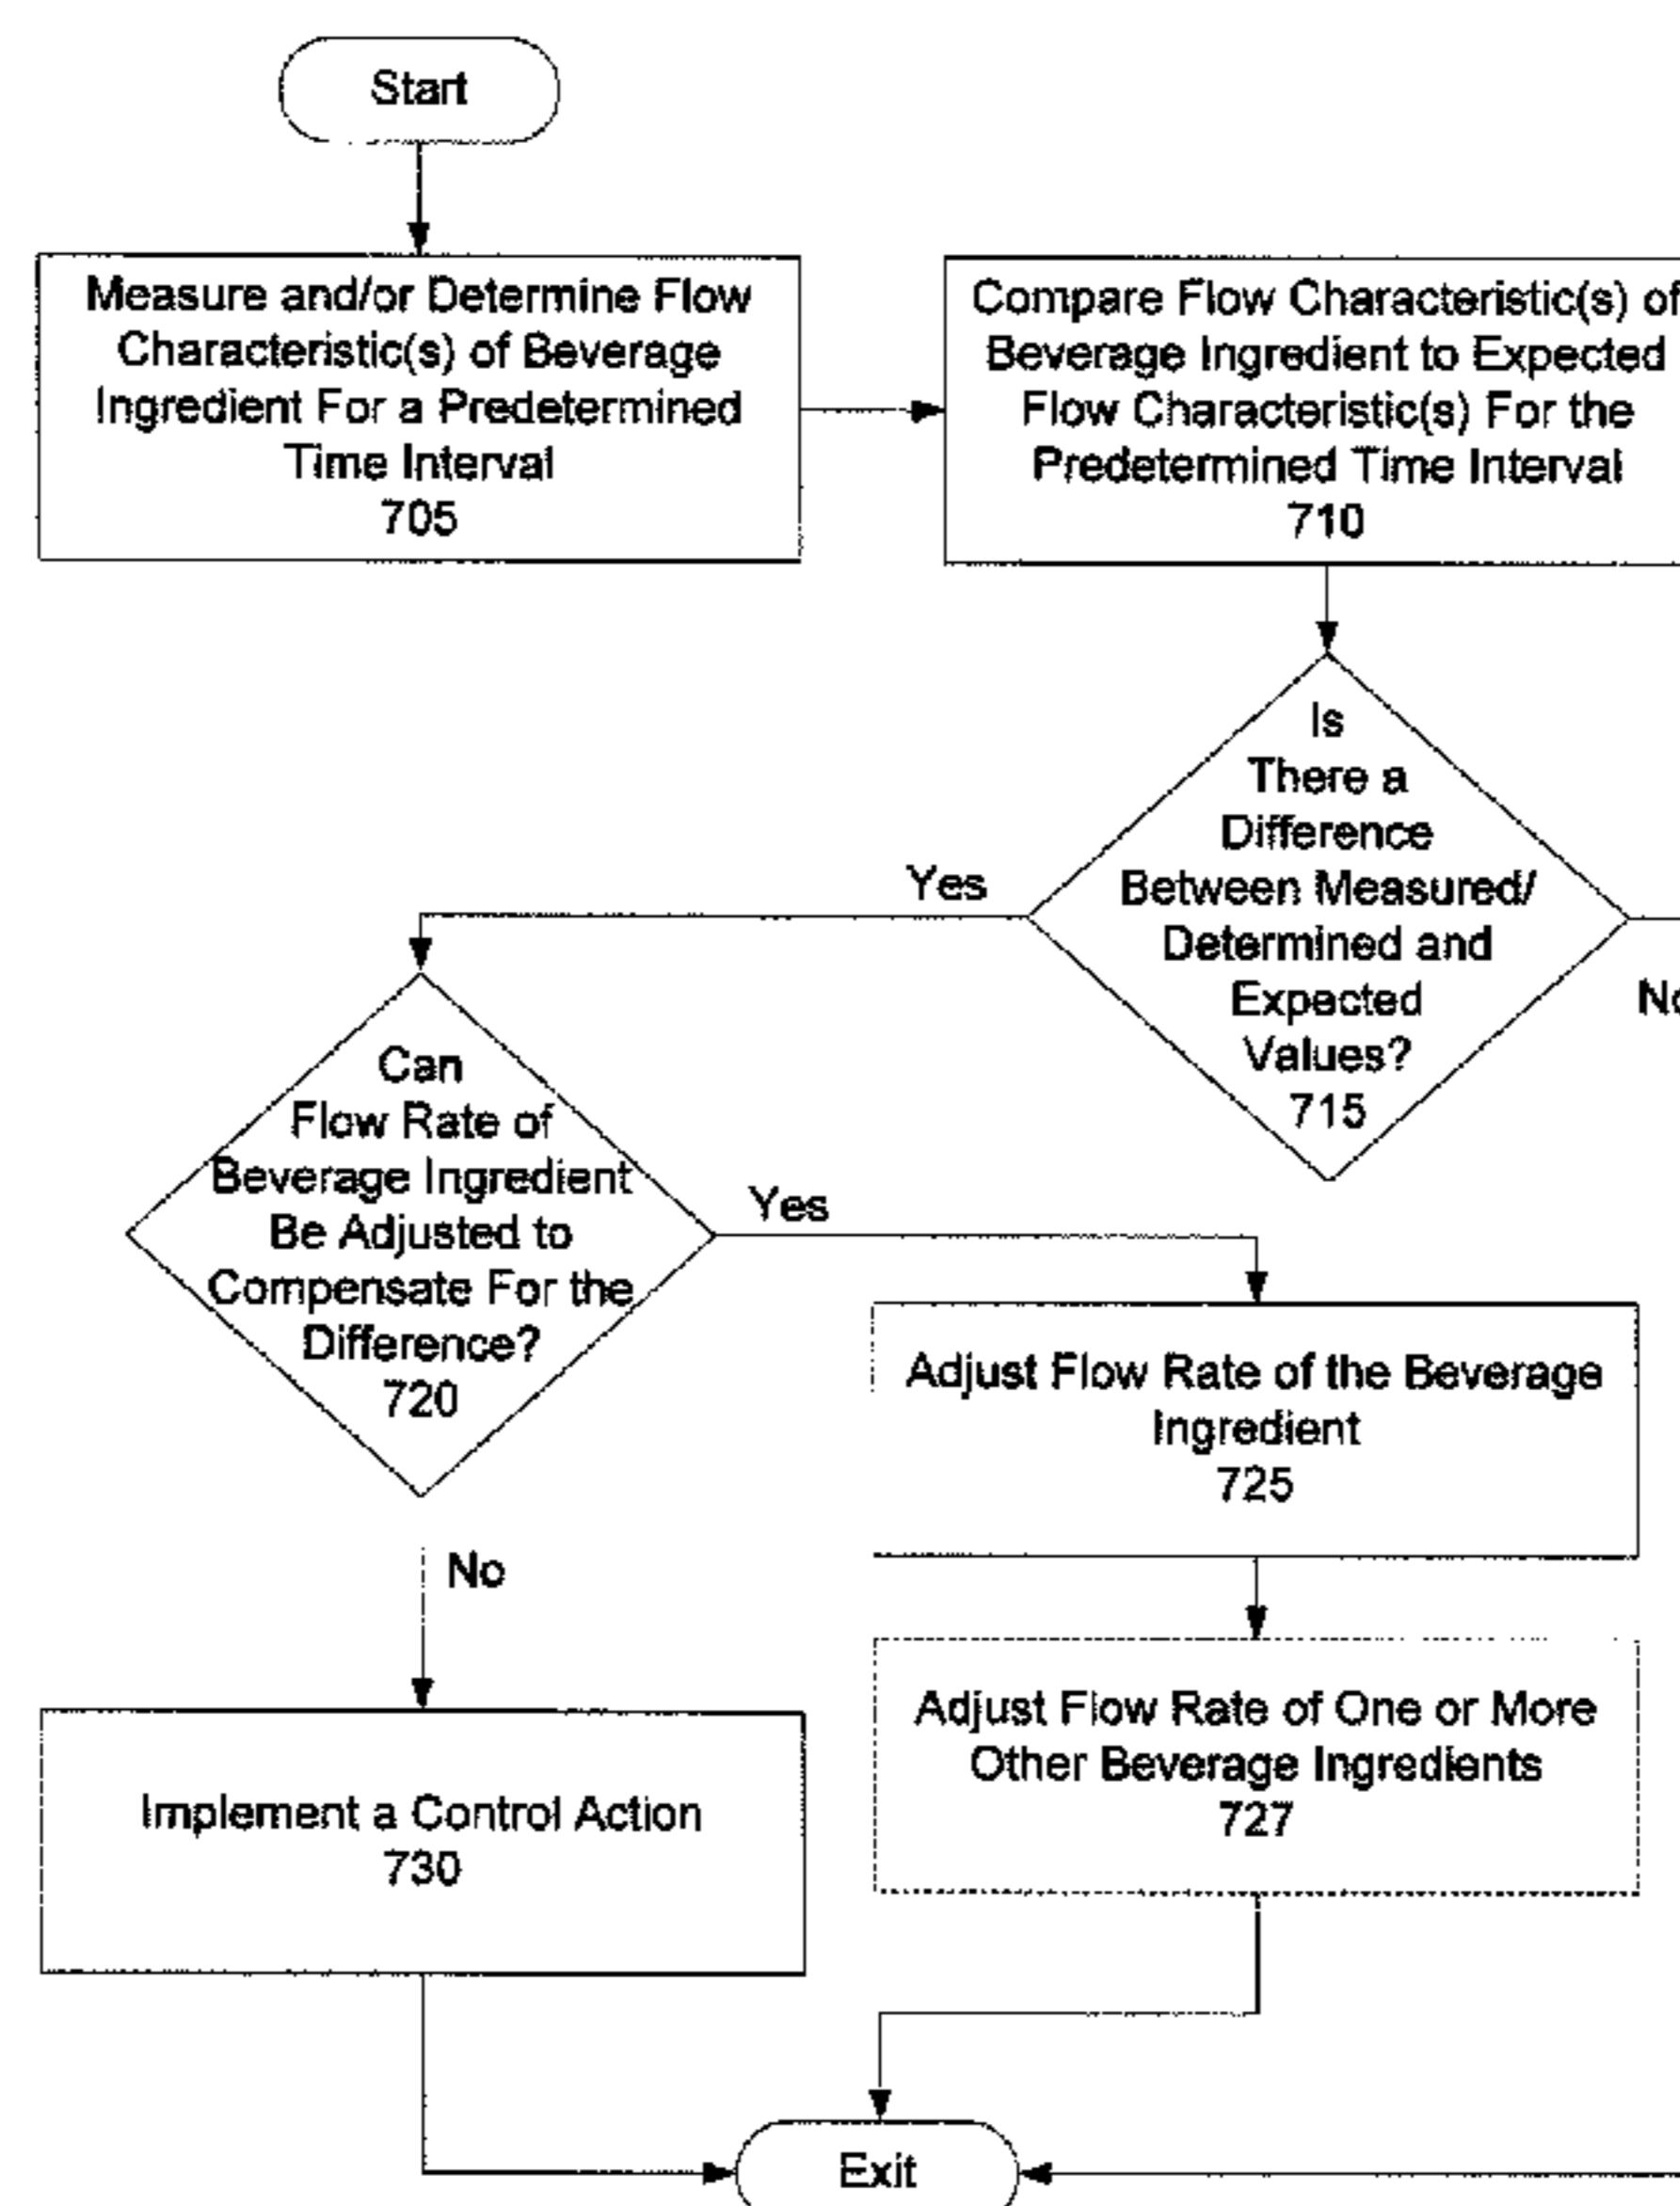 Start
Measure and/or Determine Flow
Characteristic(s) of Beverage
Ingredient For a Predetermined
Time Interval
705
Compare Flow Characteristic(s) of
Beverage Ingredient to Expected
Flow Characteristic(s) For the
Predetermined Time Interval
710
Is
There a
Difference
Between Measured/
Determined and
Expected
Values?
715
Yes
No
Can
Flow Rate of
Beverage Ingredient
Be Adjusted to
Compensate For the
Difference?
720
Yes
No
Adjust Flow Rate of the Beverage
Ingredient
725
Adjust Flow Rate of One or More
Other Beverage Ingredients
727
Implement a Control Action
730
Exit